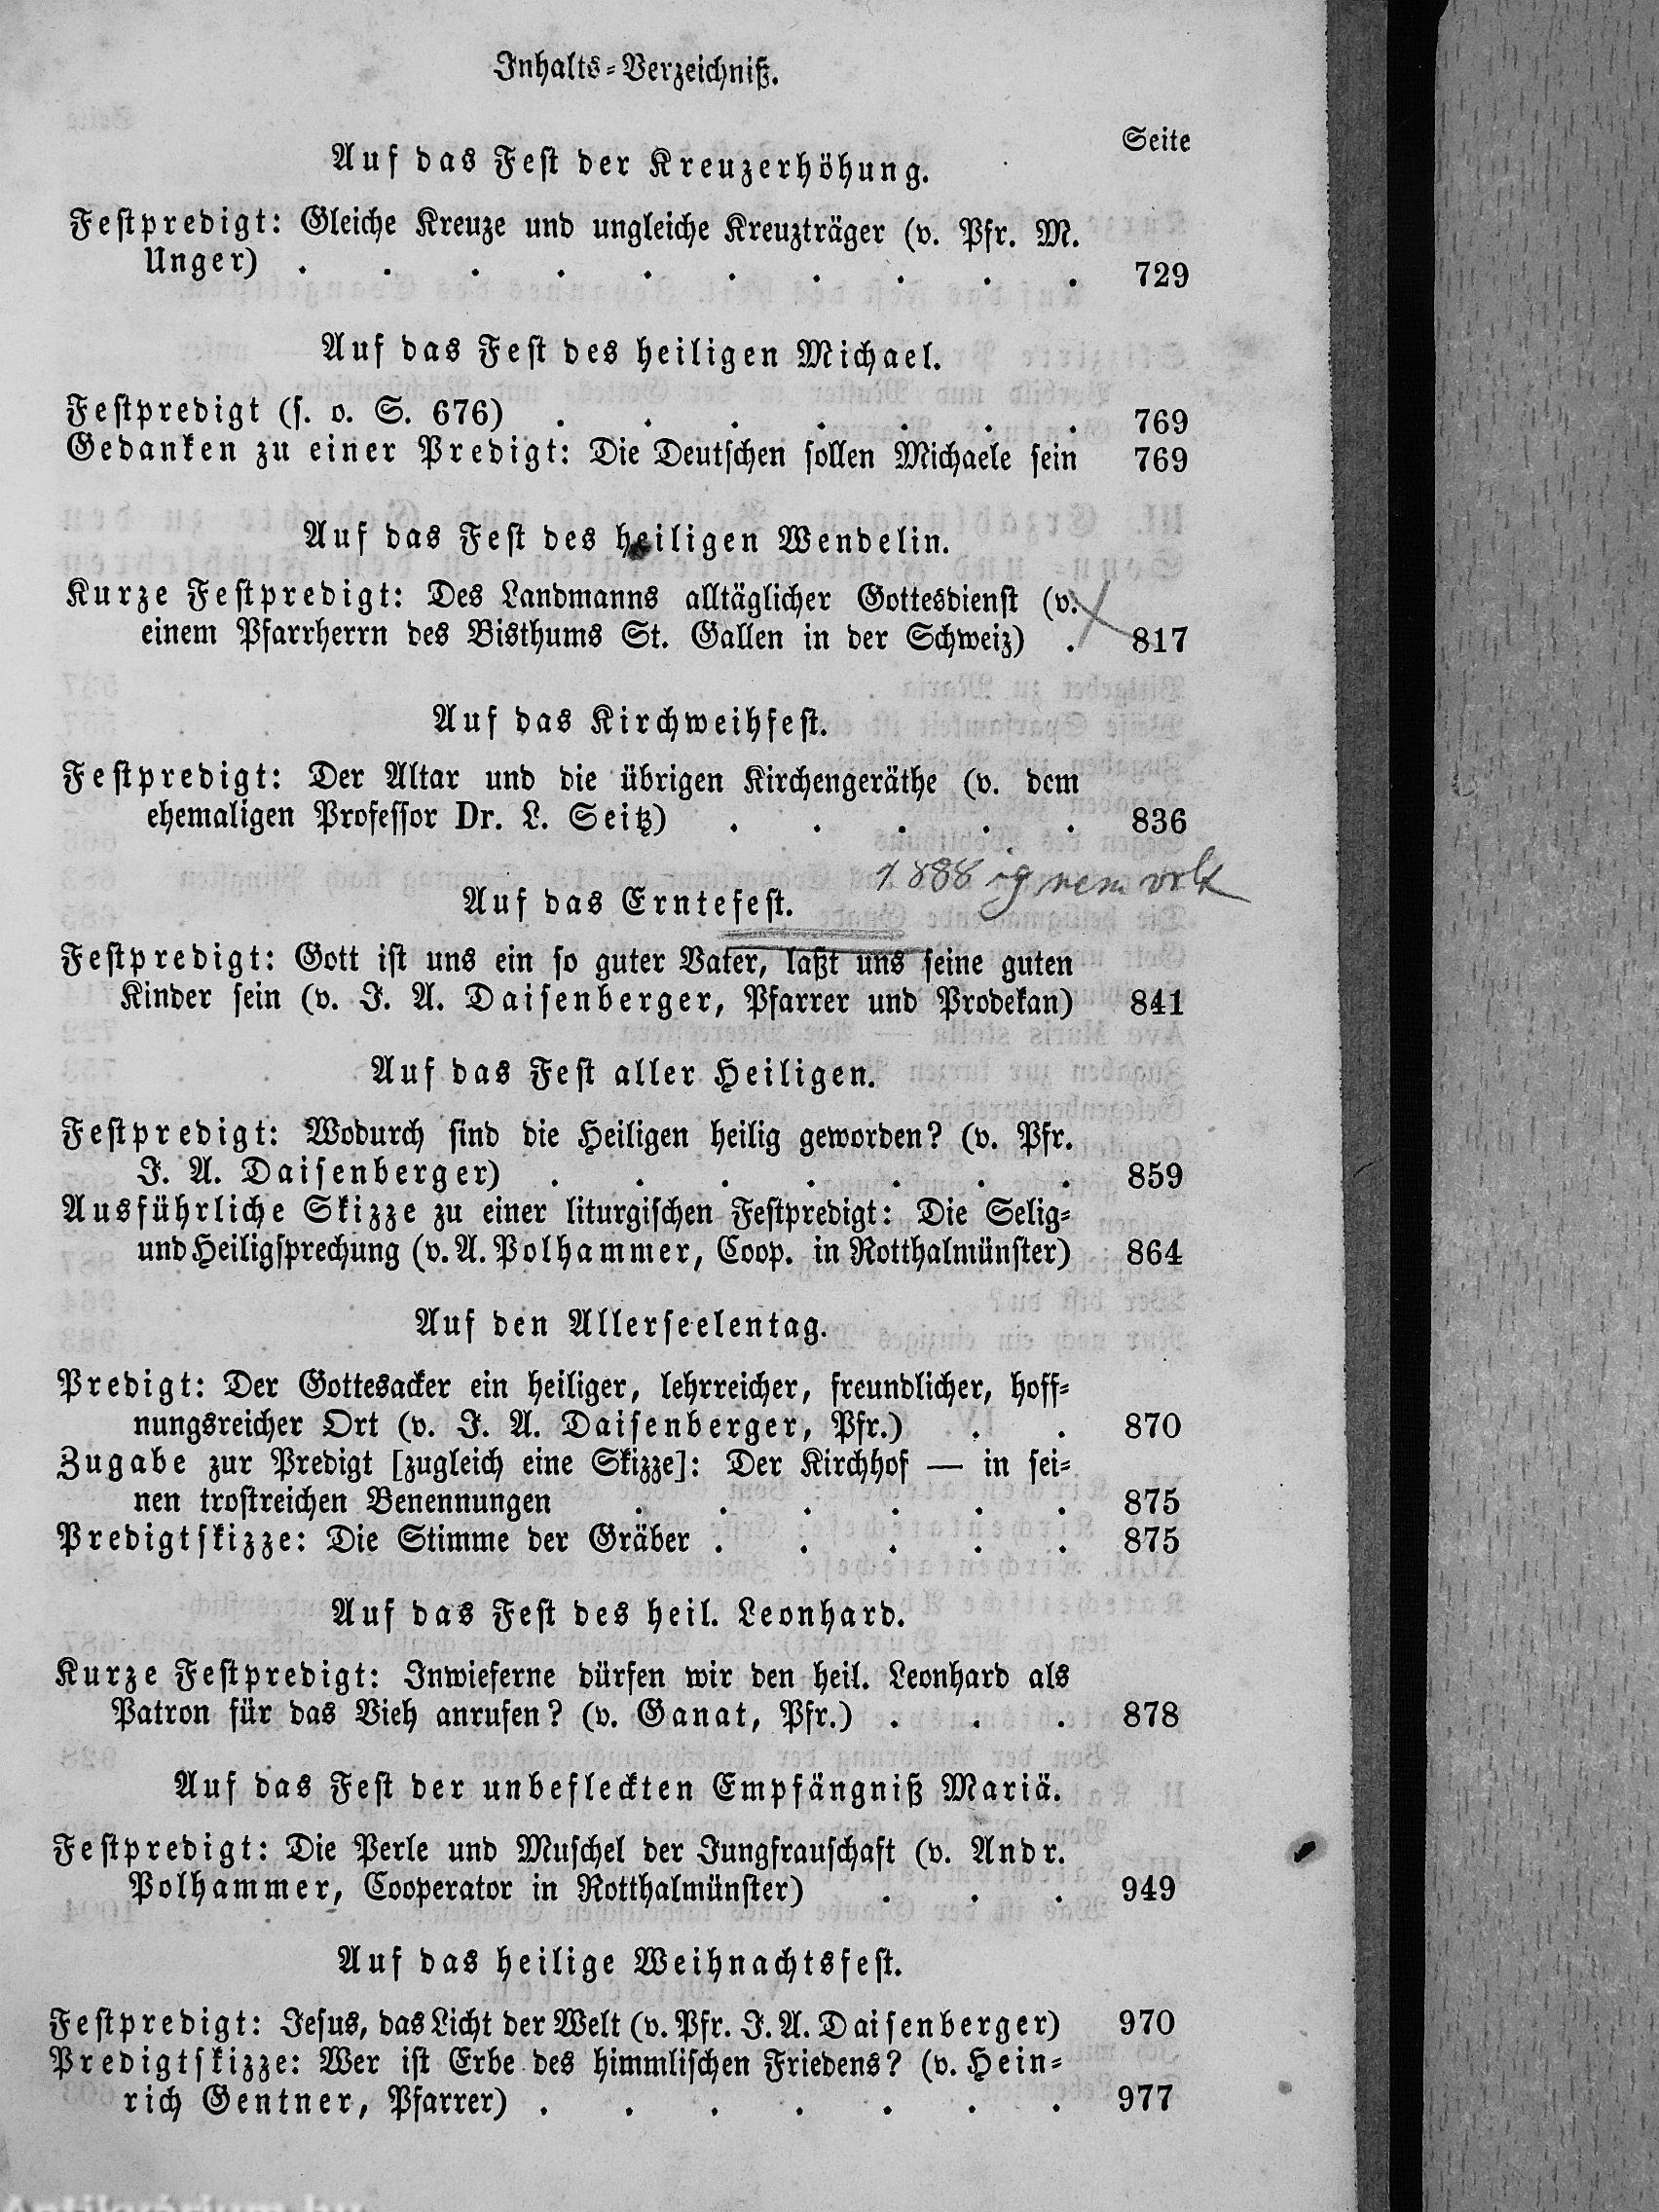 Inhalts-Verzeichniß.
Seite
Auf das Fest der Kreuzerhöhung.
Festpredigt: Gleiche Kreuze und ungleiche Kreuzträger (v. Pfr. M.
Unger) . . . . . . . . . . 729
Auf das Fest des heiligen Michael.
Festpredigt (s. o. S. 676) . . . . . . . 769
Gedanken zu einer Predigt: Die Deutschen sollen Michaele sein 769
Auf das Fest des heiligen Wendelin.
Kurze Festpredigt: Des Landmanns alltäglicher Gottesdienst (v.
einem Pfarrherrn des Bisthums St. Gallen in der Schweiz) . 817
Auf das Kirchweihfest.
Festpredigt: Der Altar und die übrigen Kirchengeräthe (v. dem
ehemaligen Professor Dr. L. Seitz) . . . . . 836
1888 ig nem volt
Auf das Erntefest.
Festpredigt: Gott ist uns ein so guter Vater, laßt uns seine guten
Kinder sein (v. J. A. Daisenberger, Pfarrer und Prodekan) 841
Auf das Fest aller Heiligen.
Festpredigt: Wodurch sind die Heiligen heilig geworden? (v. Pfr.
J. A. Daisenberger) . . . . . . . 859
Ausführliche Skizze zu einer liturgischen Festpredigt: Die Selig-
und Heiligsprechung (v. A. Polhammer, Coop. in Rotthalmünster) 864
Auf den Allerseelentag.
Predigt: Der Gottesacker ein heiliger, lehrreicher, freundlicher, hoff-
nungsreicher Ort (v. J. A. Daisenberger, Pfr.) . . 870
Zugabe zur Predigt [zugleich eine Skizze]: Der Kirchhof — in sei-
nen trostreichen Benennungen . . . . . . 875
Predigtskizze: Die Stimme der Gräber . . . . . 875
Auf das Fest des heil. Leonhard.
Kurze Festpredigt: Inwieferne dürfen wir den heil. Leonhard als
Patron für das Vieh anrufen? (v. Ganat, Pfr.) . . . 878
Auf das Fest der unbefleckten Empfängniß Mariä.
Festpredigt: Die Perle und Muschel der Jungfrauschaft (v. Andr.
Polhammer, Cooperator in Rotthalmünster) . . . 949
Auf das heilige Weihnachtsfest.
Festpredigt: Jesus, das Licht der Welt (v. Pfr. J. A. Daisenberger) 970
Predigtskizze: Wer ist Erbe des himmlischen Friedens? (v. Hein-
rich Gentner, Pfarrer) . . . . . . . 977